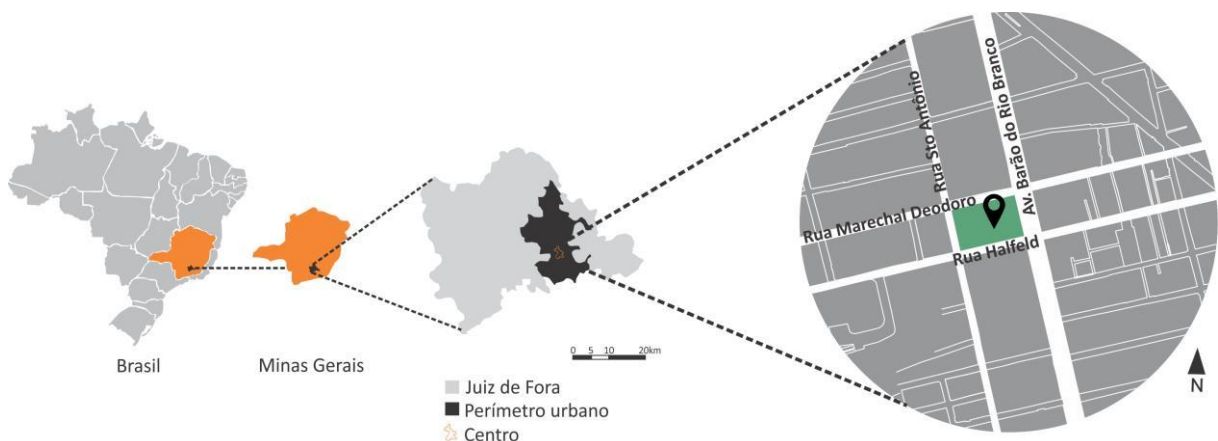 Brasil
Minas Gerais
0 5 10 20km
Juiz de Fora
Perímetro urbano
Centro
Rua Sto Antônio
Av. Barão do Rio Branco
Rua Marechal Deodoro
Rua Halfeld
N